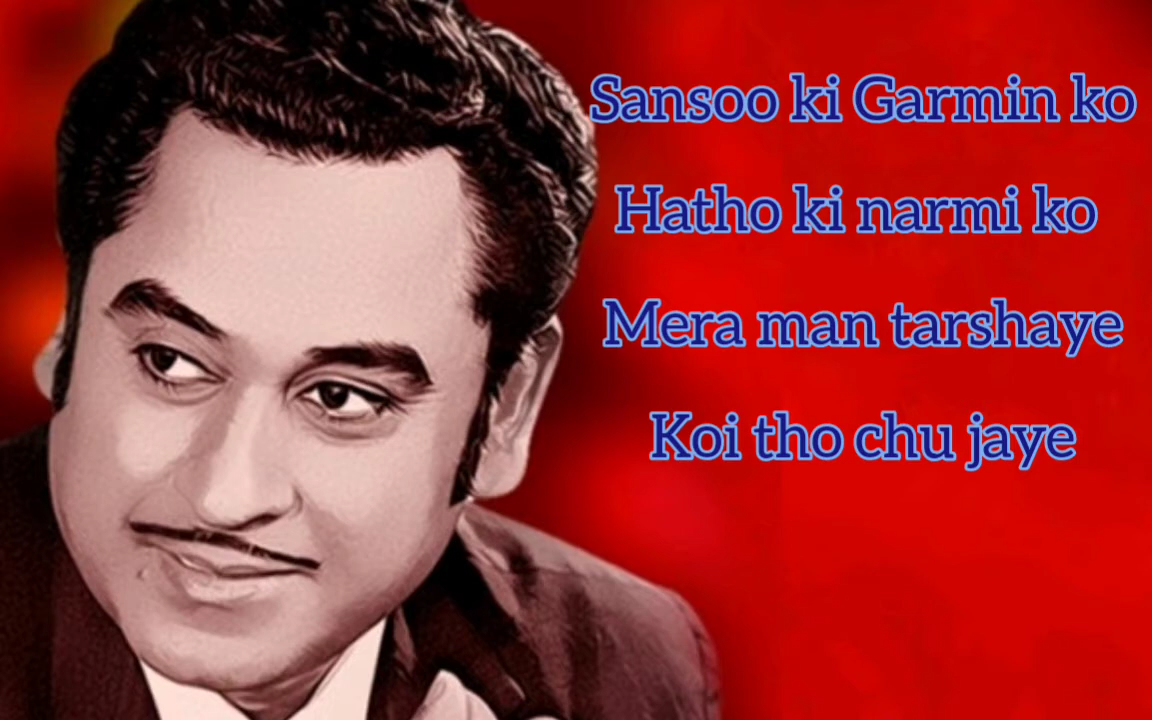 Sansoo ki Garmin ko
Hatho ki narmi ko
Mera man tarshaye
Koi tho chu jaye